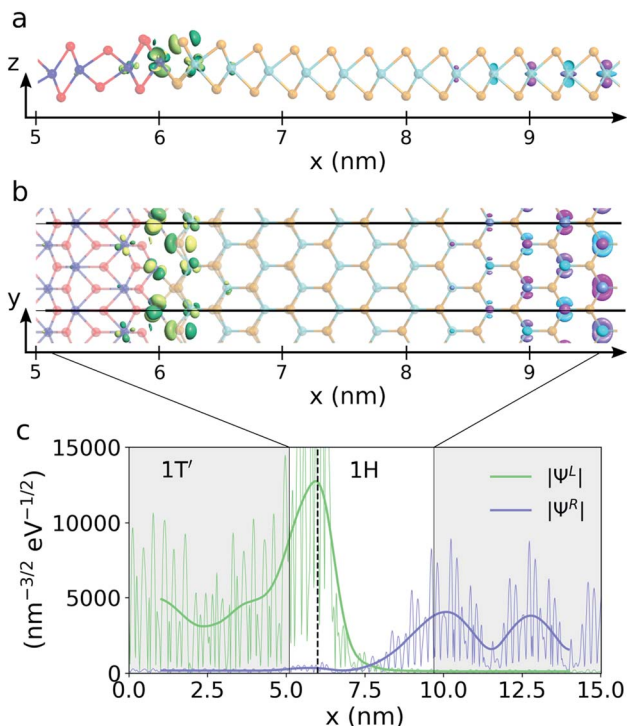 a
z
5 6 7 8 9
x (nm)
b
y
5 6 7 8 9
x (nm)
c
15000
10000
5000
0
(nm⁻³/² eV⁻¹/²)
1T′ 1H
|Ψᴸ|
|Ψᴿ|
0.0 2.5 5.0 7.5 10.0 12.5 15.0
x (nm)